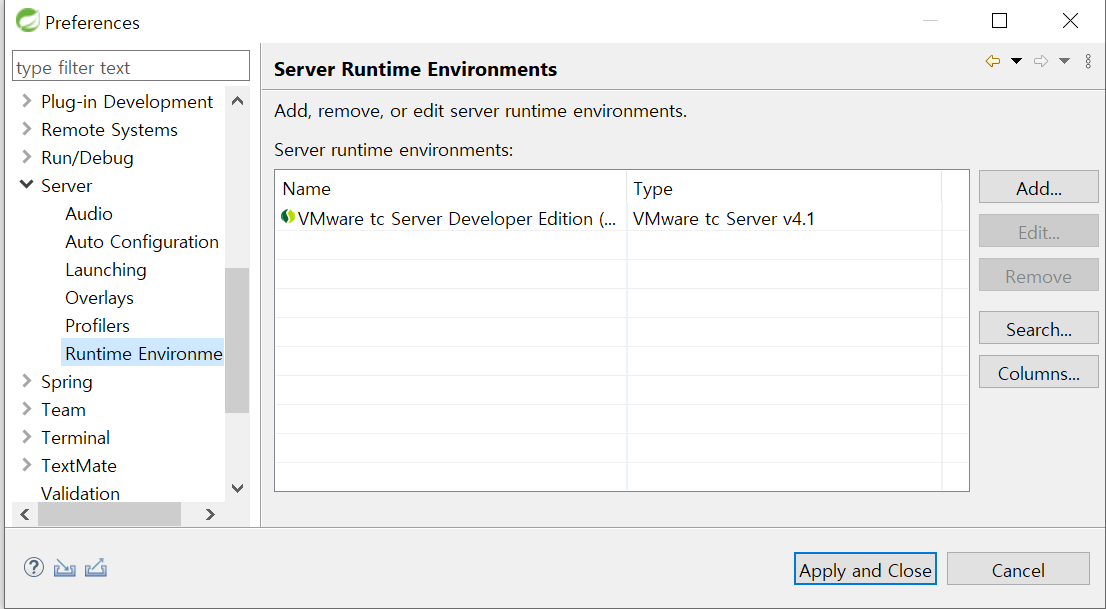 Preferences
type filter text
Plug-in Development
Remote Systems
Run/Debug
Server
Audio
Auto Configuration
Launching
Overlays
Profilers
Runtime Environme
Spring
Team
Terminal
TextMate
Validation
Server Runtime Environments
Add, remove, or edit server runtime environments.
Server runtime environments:
Name Type
VMware tc Server Developer Edition (... VMware tc Server v4.1
Add...
Edit...
Remove
Search...
Columns...
?
Apply and Close Cancel